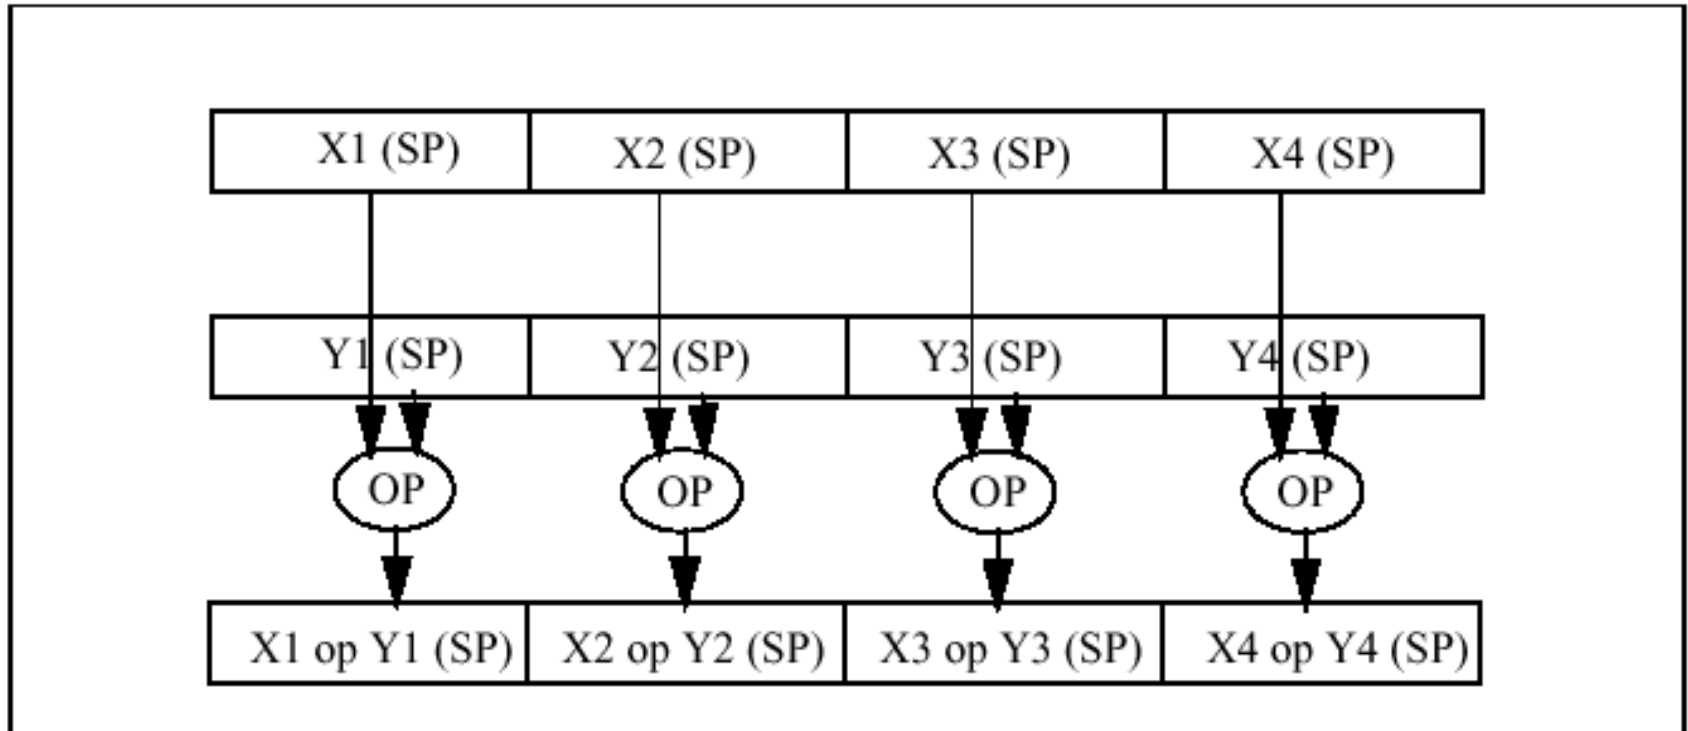 X1 (SP) X2 (SP) X3 (SP) X4 (SP)
Y1 (SP) Y2 (SP) Y3 (SP) Y4 (SP)
OP OP OP OP
X1 op Y1 (SP) X2 op Y2 (SP) X3 op Y3 (SP) X4 op Y4 (SP)